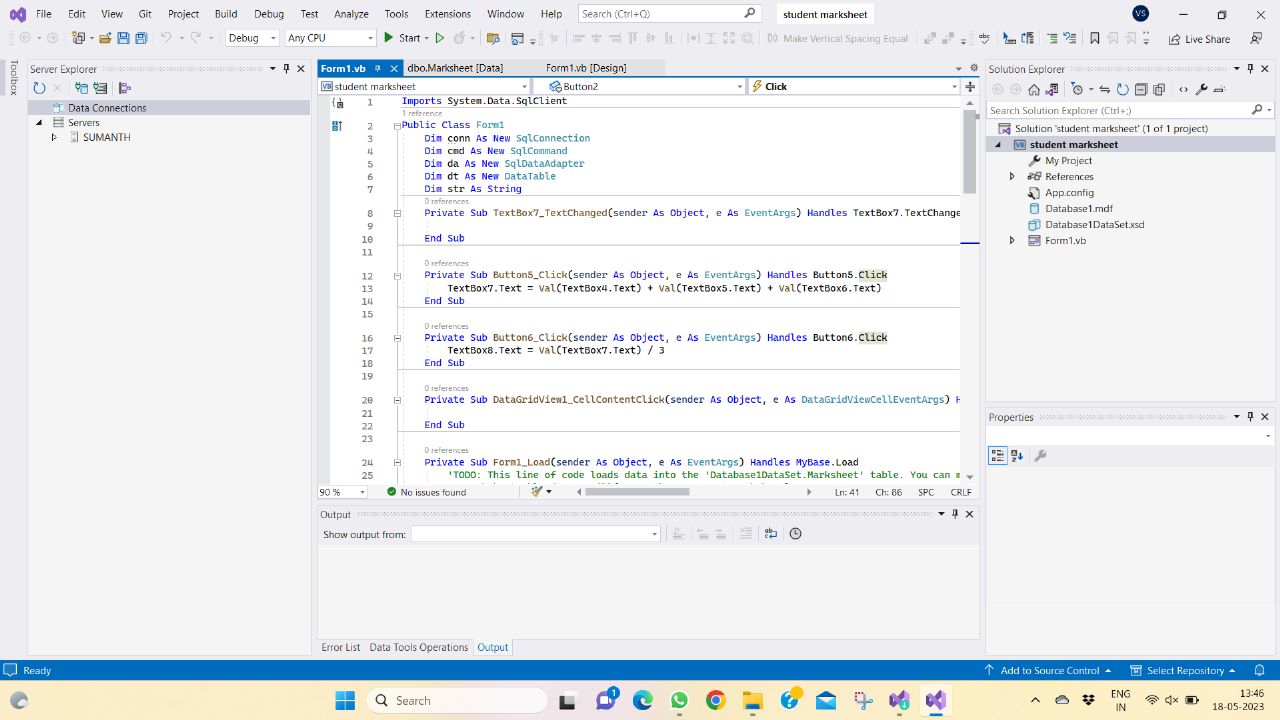 File Edit View Git Project Build Debug Test Analyze Tools Extensions Window Help Search (Ctrl+Q) student marksheet VS
Debug Any CPU Start Make Vertical Spacing Equal Live Share
Toolbox
Server Explorer
Data Connections
Servers
SUMANTH
Form1.vb dbo.Marksheet [Data] Form1.vb [Design]
student marksheet Button2 Click
1 Imports System.Data.SqlClient
1 reference
2 Public Class Form1
3 Dim conn As New SqlConnection
4 Dim cmd As New SqlCommand
5 Dim da As New SqlDataAdapter
6 Dim dt As New DataTable
7 Dim str As String
0 references
8 Private Sub TextBox7_TextChanged(sender As Object, e As EventArgs) Handles TextBox7.TextChange
9
10 End Sub
11
0 references
12 Private Sub Button5_Click(sender As Object, e As EventArgs) Handles Button5.Click
13 TextBox7.Text = Val(TextBox4.Text) + Val(TextBox5.Text) + Val(TextBox6.Text)
14 End Sub
15
0 references
16 Private Sub Button6_Click(sender As Object, e As EventArgs) Handles Button6.Click
17 TextBox8.Text = Val(TextBox7.Text) / 3
18 End Sub
19
0 references
20 Private Sub DataGridView1_CellContentClick(sender As Object, e As DataGridViewCellEventArgs) H
21
22 End Sub
23
0 references
24 Private Sub Form1_Load(sender As Object, e As EventArgs) Handles MyBase.Load
25 'TODO: This line of code loads data into the 'Database1DataSet.Marksheet' table. You can m
90 % No issues found Ln: 41 Ch: 86 SPC CRLF
Output
Show output from:
Error List Data Tools Operations Output
Solution Explorer
Search Solution Explorer (Ctrl+;)
Solution 'student marksheet' (1 of 1 project)
student marksheet
My Project
References
App.config
Database1.mdf
Database1DataSet.xsd
Form1.vb
Properties
Ready Add to Source Control Select Repository
Search 1 ENG IN 13:46 18-05-2023